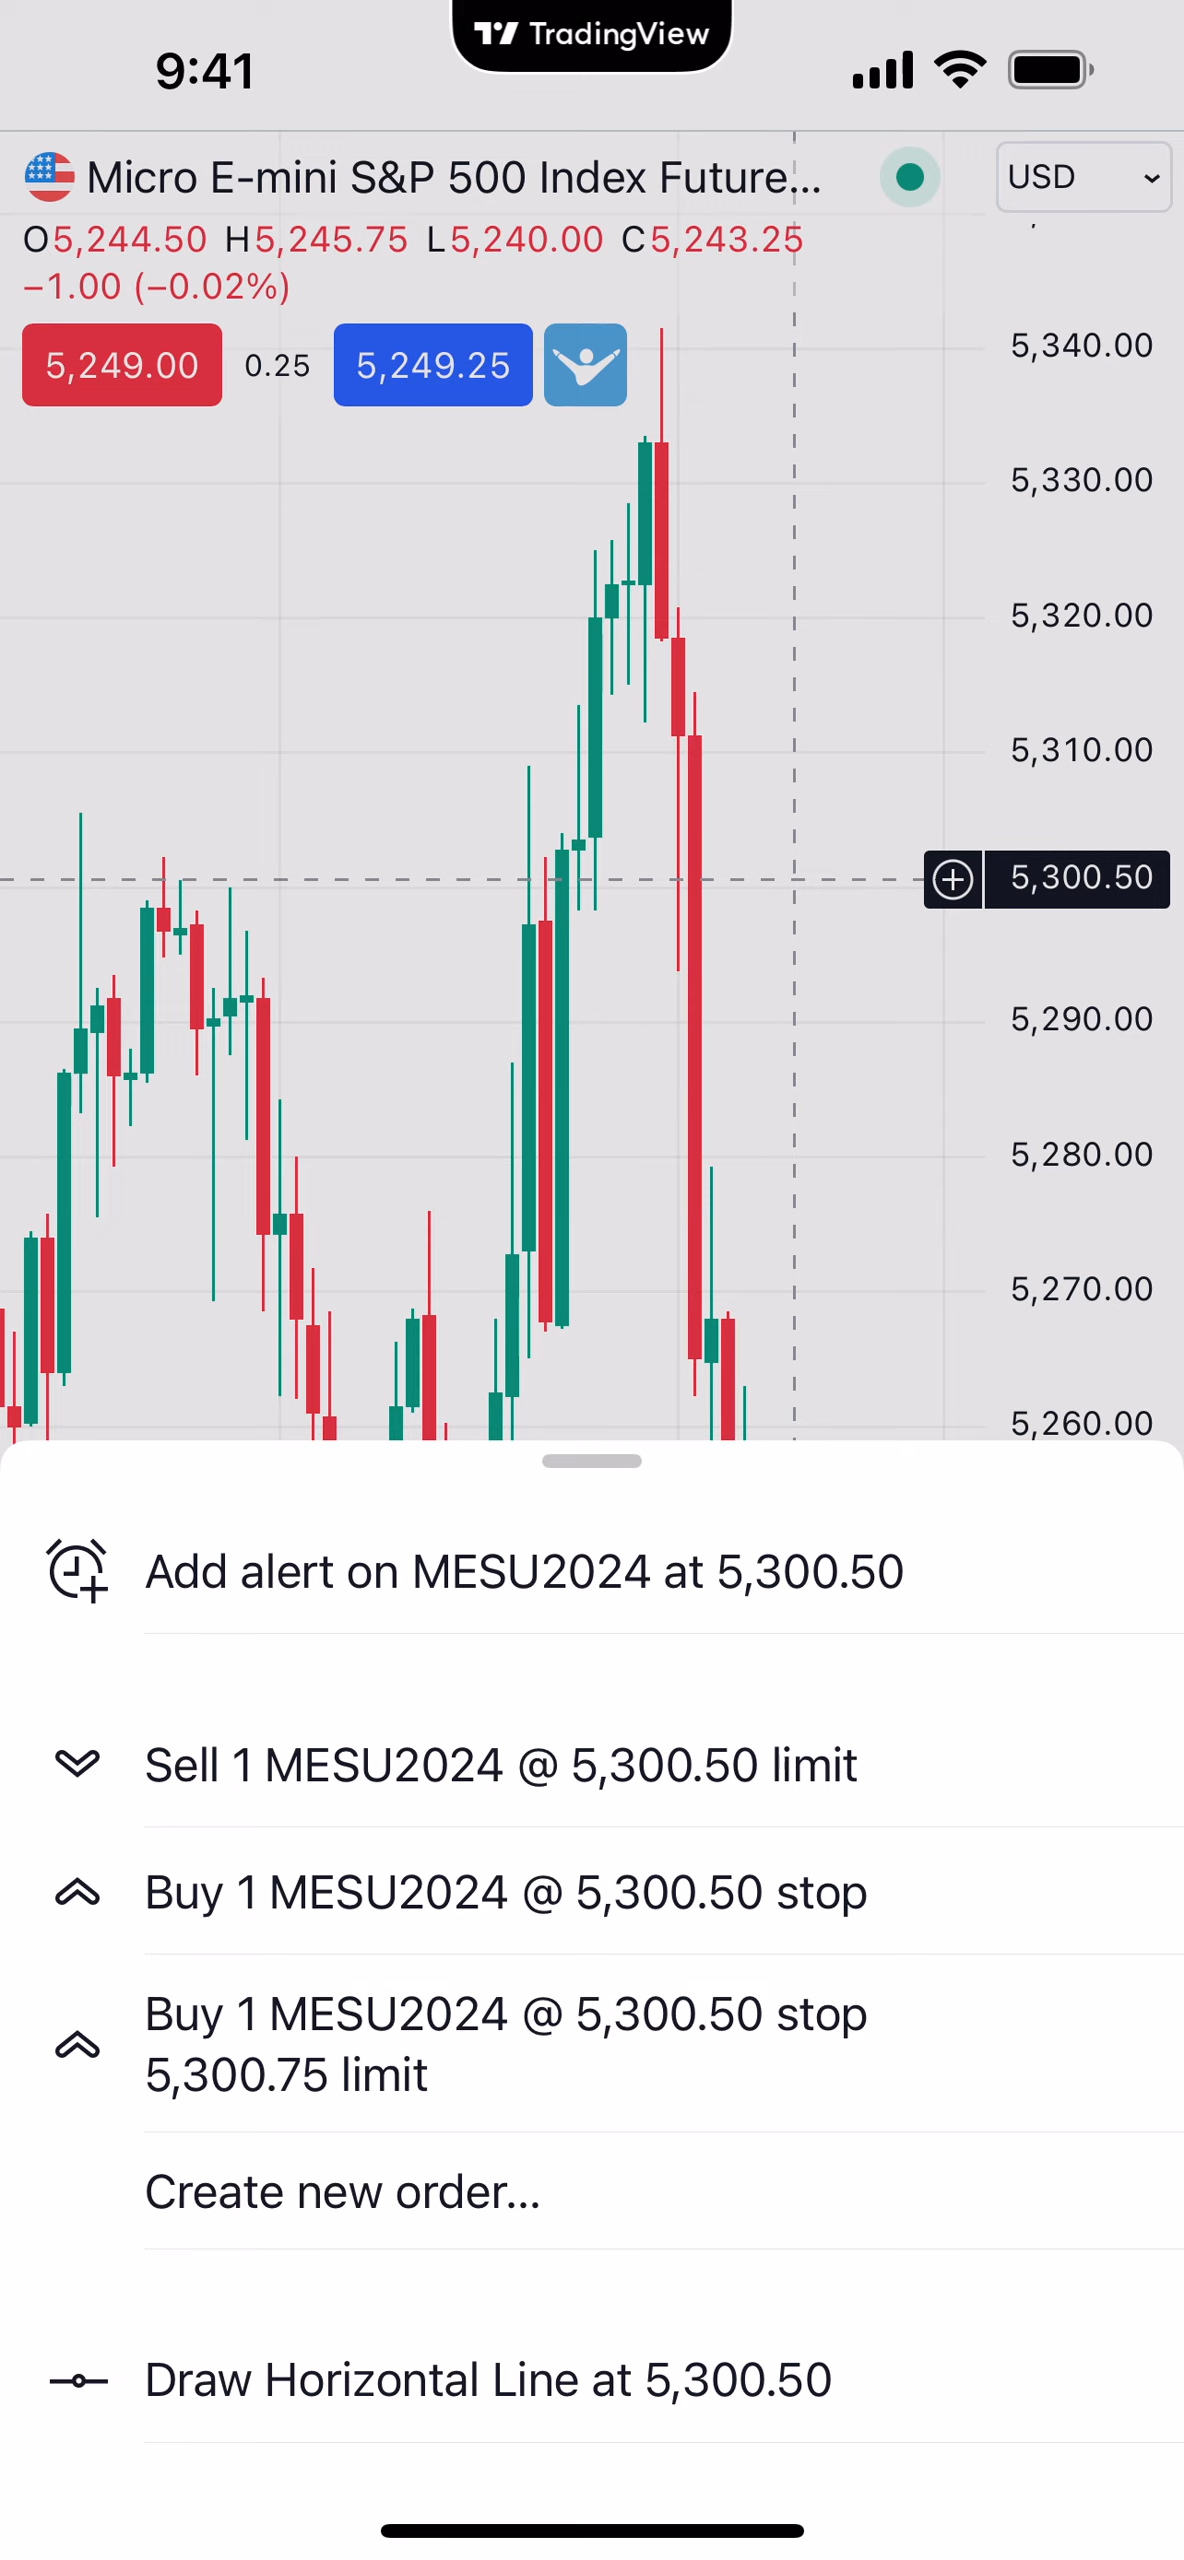 TradingView
9:41
Micro E-mini S&P 500 Index Future...
USD
O5,244.50 H5,245.75 L5,240.00 C5,243.25
−1.00 (−0.02%)
5,249.00 0.25 5,249.25
5,340.00
5,330.00
5,320.00
5,310.00
5,300.50
5,290.00
5,280.00
5,270.00
5,260.00
Add alert on MESU2024 at 5,300.50
Sell 1 MESU2024 @ 5,300.50 limit
Buy 1 MESU2024 @ 5,300.50 stop
Buy 1 MESU2024 @ 5,300.50 stop
5,300.75 limit
Create new order...
Draw Horizontal Line at 5,300.50